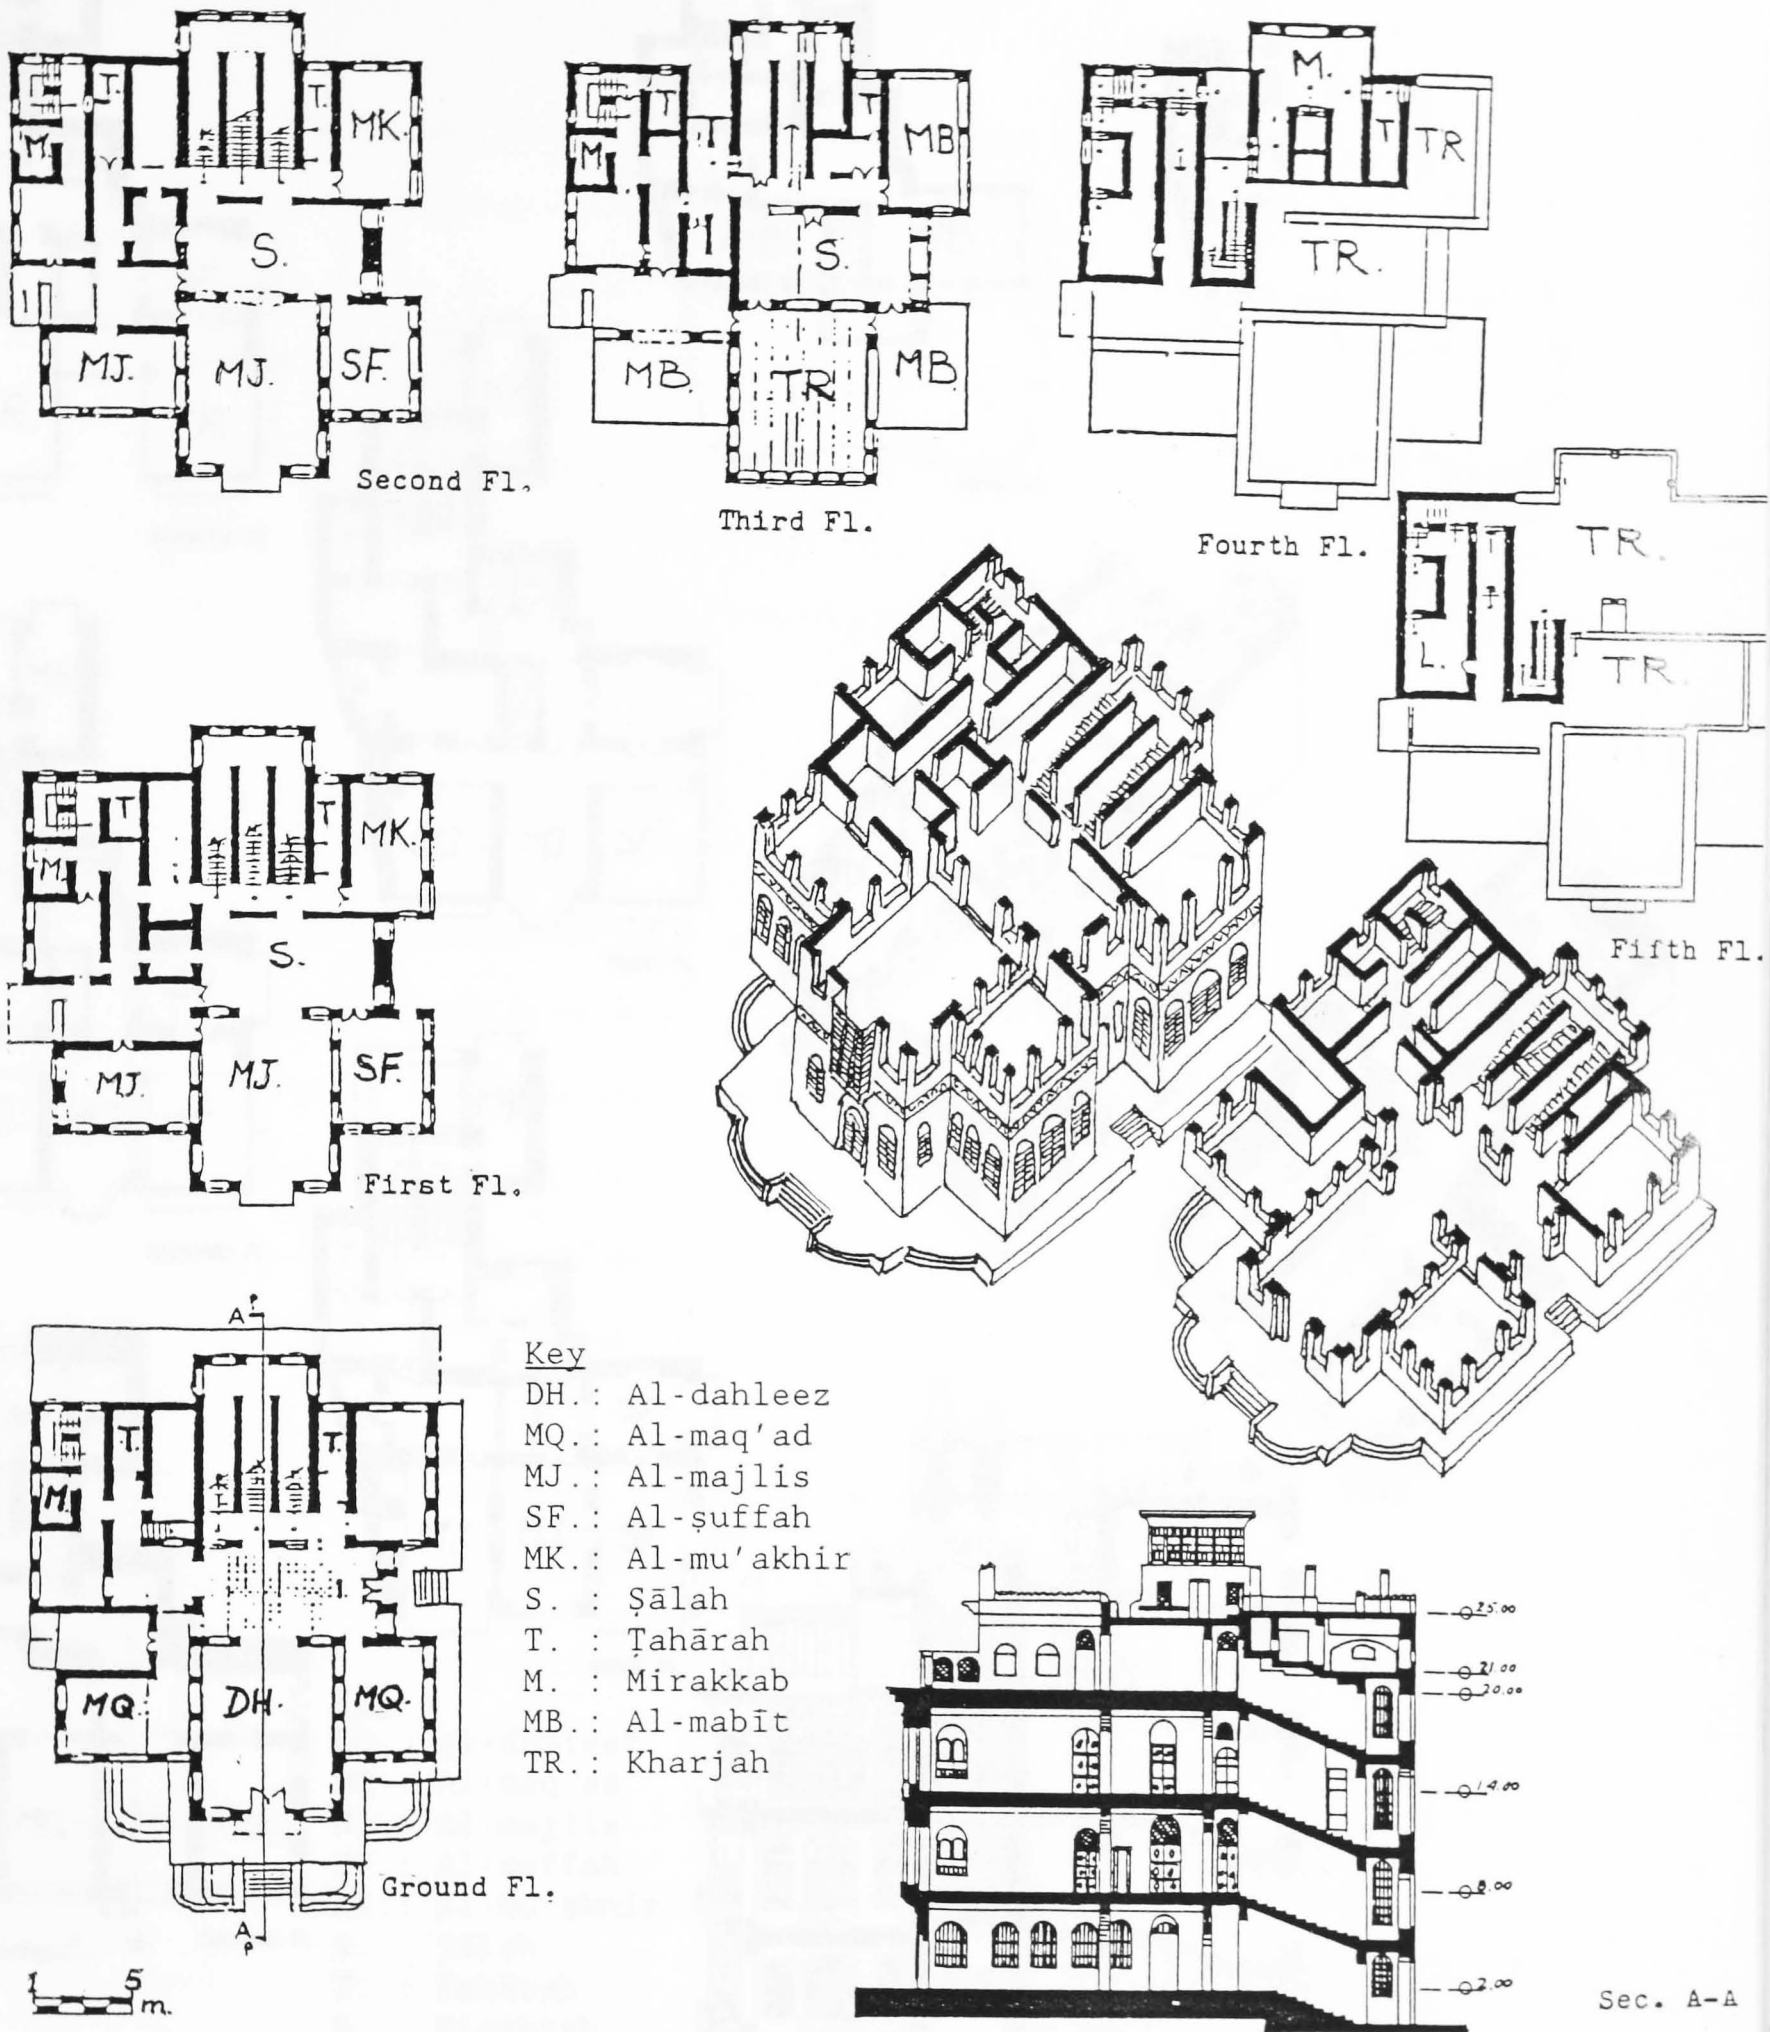 T.
T.
MK.
M.
S.
MJ.
MJ.
SF.
Second Fl.
T
T
MB
M
S.
MB.
TR
MB
Third Fl.
M.
T
TR
TR.
Fourth Fl.
TR.
TR.
Fifth Fl.
T
T
MK.
M.
S.
MJ.
MJ.
SF.
First Fl.
A
T.
T.
M.
MQ.
DH.
MQ.
Ground Fl.
A
1 5
m.
Key
DH.: Al-dahleez
MQ.: Al-maq'ad
MJ.: Al-majlis
SF.: Al-ṣuffah
MK.: Al-mu'akhir
S. : Ṣālah
T. : Ṭahārah
M. : Mirakkab
MB.: Al-mabīt
TR.: Kharjah
25.00
21.00
20.00
14.00
8.00
2.00
Sec. A-A